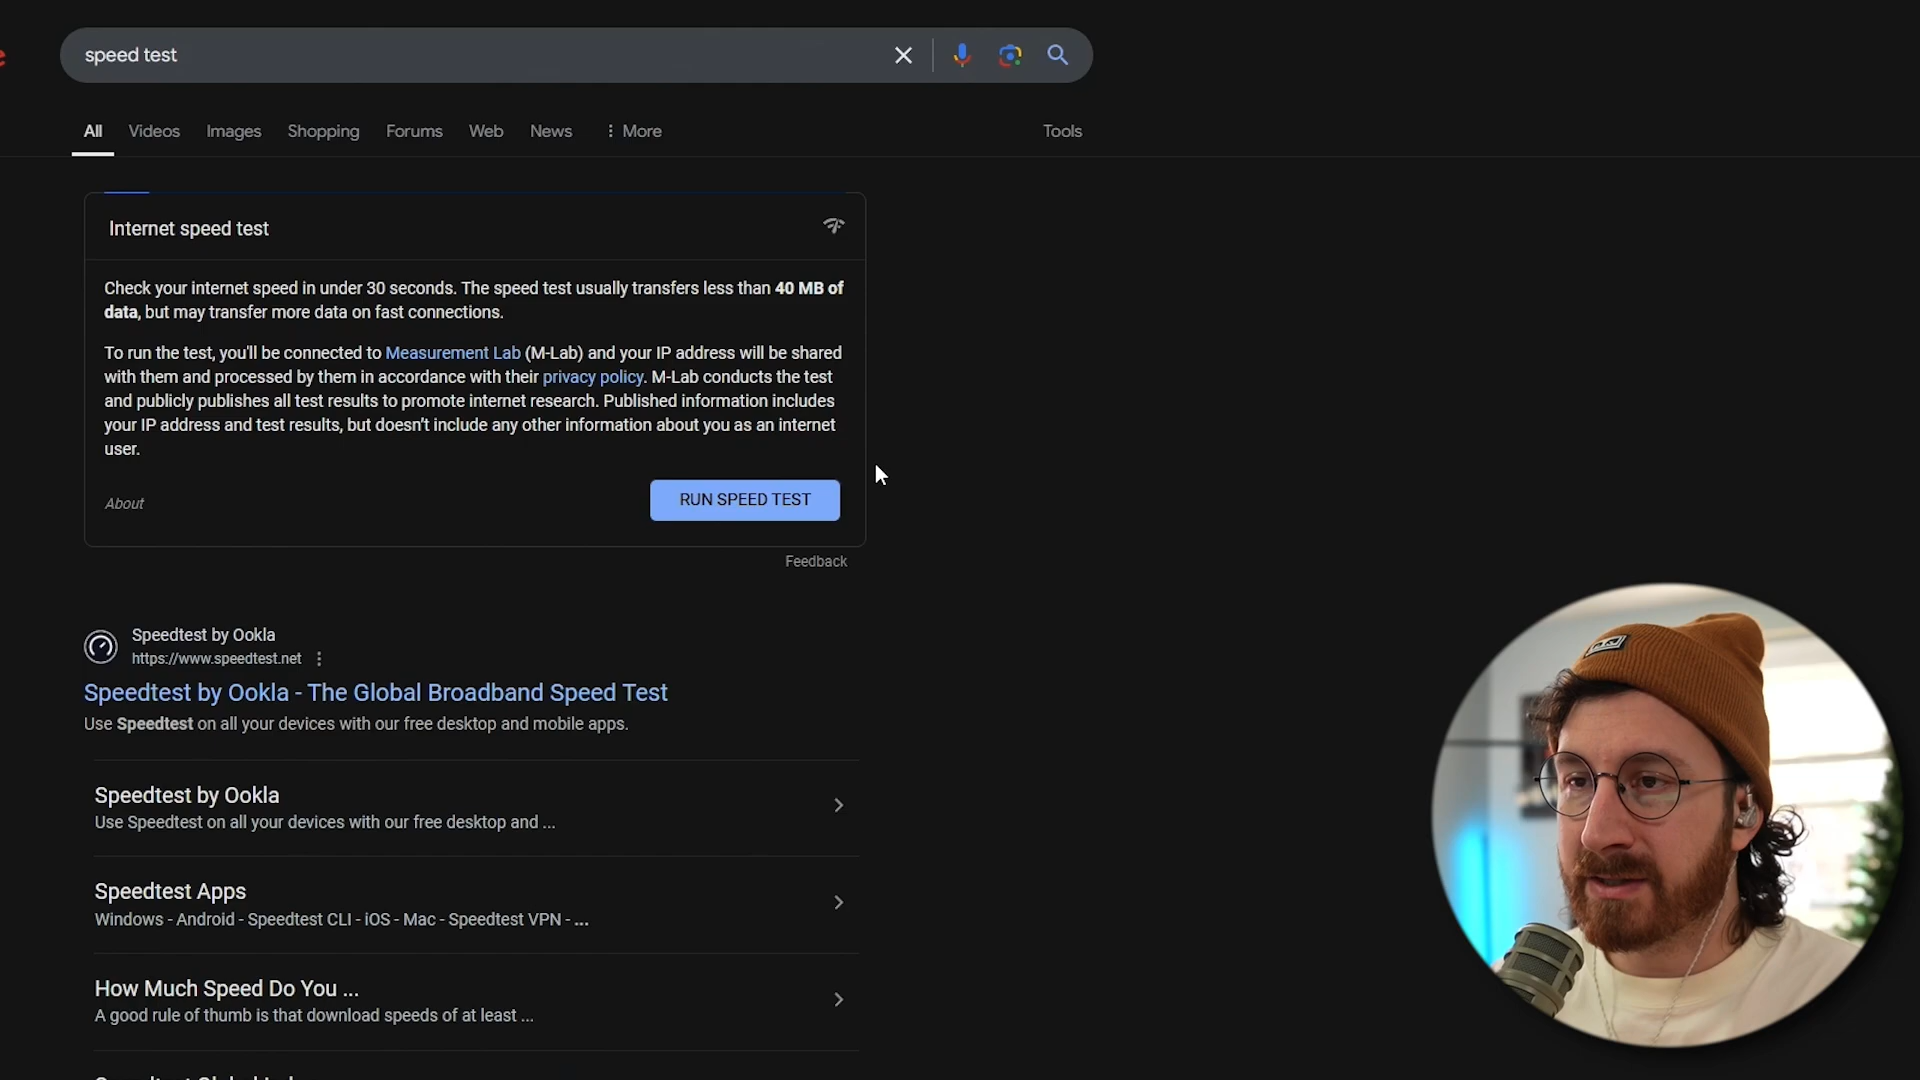 speed test
All Videos Images Shopping Forums Web News More Tools
Internet speed test
Check your internet speed in under 30 seconds. The speed test usually transfers less than 40 MB of
data, but may transfer more data on fast connections.
To run the test, you'll be connected to Measurement Lab (M-Lab) and your IP address will be shared
with them and processed by them in accordance with their privacy policy. M-Lab conducts the test
and publicly publishes all test results to promote internet research. Published information includes
your IP address and test results, but doesn't include any other information about you as an internet
user.
About
RUN SPEED TEST
Feedback
Speedtest by Ookla
https://www.speedtest.net
Speedtest by Ookla - The Global Broadband Speed Test
Use Speedtest on all your devices with our free desktop and mobile apps.
Speedtest by Ookla
Use Speedtest on all your devices with our free desktop and ...
Speedtest Apps
Windows - Android - Speedtest CLI - iOS - Mac - Speedtest VPN - ...
How Much Speed Do You ...
A good rule of thumb is that download speeds of at least ...